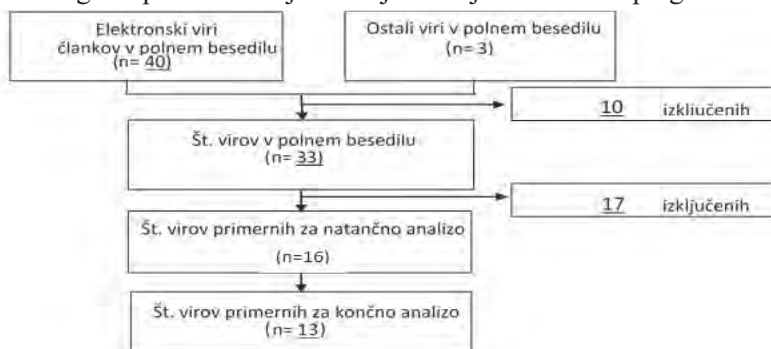 Elektronski viri
člankov v polnem besedilu
(n= 40)
Ostali viri v polnem besedilu
(n= 3)
10 izkliučenih
Št. virov v polnem besedilu
(n= 33)
17 izključenih
Št. virov primernih za natančno analizo
(n=16)
Št. virov primernih za končno analizo
(n= 13)